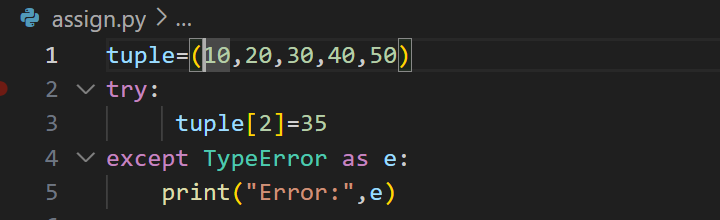 assign.py > ...
1 tuple=(10,20,30,40,50)
2 try:
3 tuple[2]=35
4 except TypeError as e:
5 print("Error:",e)